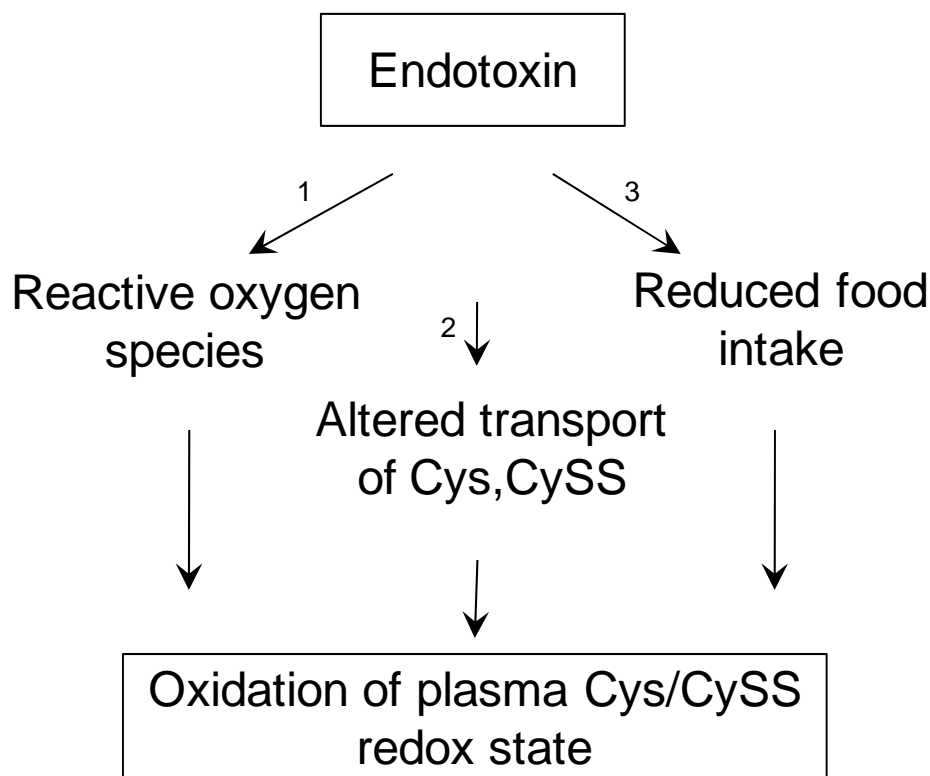 Endotoxin
1
3
Reactive oxygen
species
Reduced food
intake
2
Altered transport
of Cys,CySS
Oxidation of plasma Cys/CySS
redox state